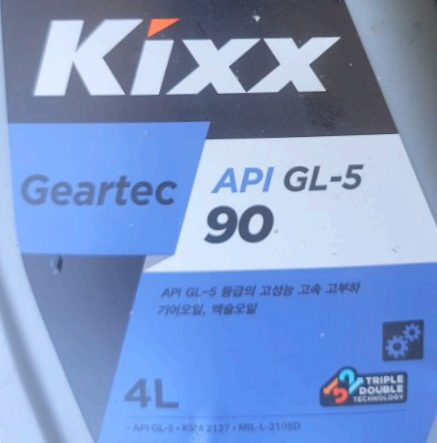 Kixx
Geartec
API GL-5
90
API GL-5 등급의 고성능 고속 고부하
기어오일, 액슬오일
4L
TRIPLE
DOUBLE
TECHNOLOGY
• API GL-5 • KSM 2127 • MIL-L-2105D